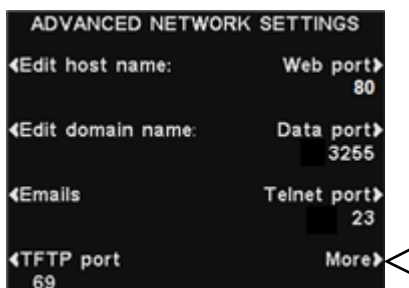 ADVANCED NETWORK SETTINGS
Edit host name: Web port
80
Edit domain name: Data port
3255
Emails Telnet port
23
TFTP port More
69